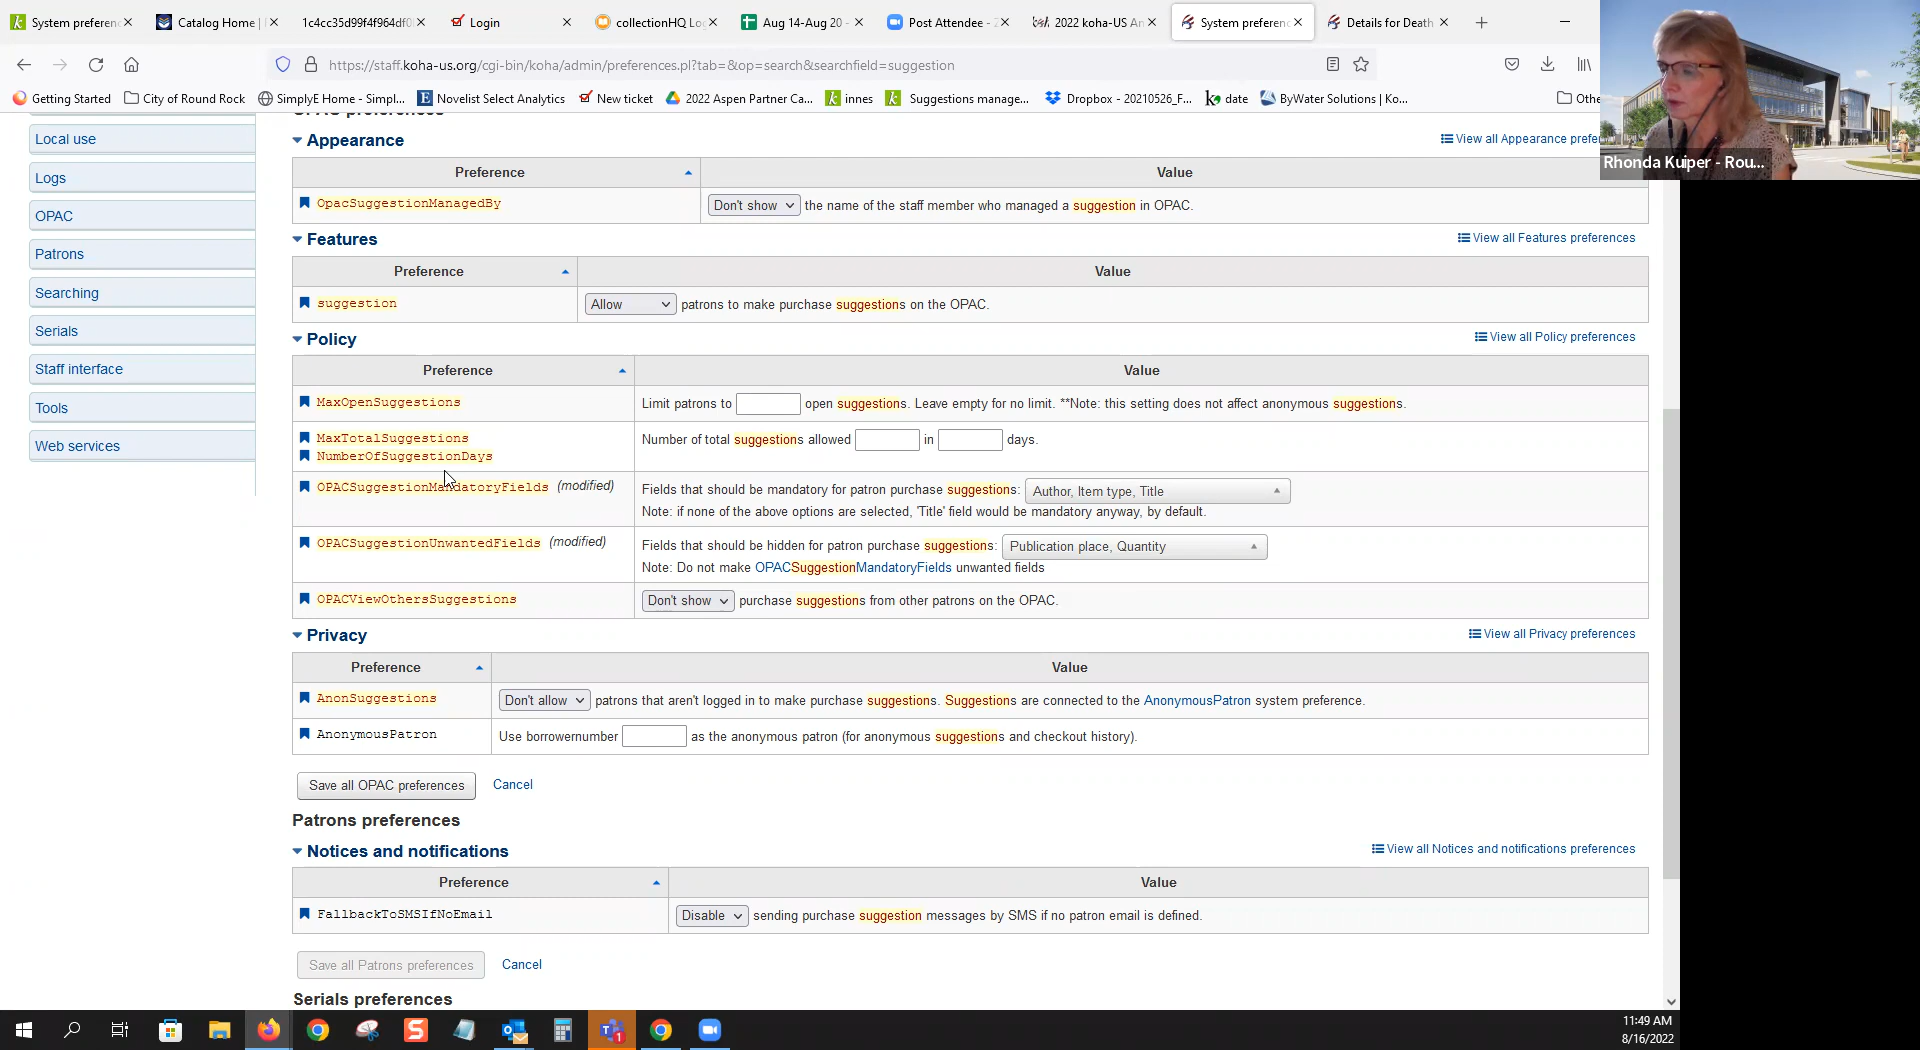 System preferen
Catalog Home |
1c4cc35d99f4f964df0
Login
collectionHQ Lo
Aug 14-Aug 20 -
Post Attendee - Z
2022 koha-US An
System preferenc
Details for Death
https://staff.koha-us.org/cgi-bin/koha/admin/preferences.pl?tab=&op=search&searchfield=suggestion
Getting Started
City of Round Rock
SimplyE Home - Simpl...
Novelist Select Analytics
New ticket
2022 Aspen Partner Ca...
innes
Suggestions manage...
Dropbox - 20210526_F...
date
ByWater Solutions | Ko...
Othe
Rhonda Kuiper - Rou...
Local use
Logs
OPAC
Patrons
Searching
Serials
Staff interface
Tools
Web services
OPAC preferences
Appearance
View all Appearance prefer
Preference Value
OpacSuggestionManagedBy
Don't show the name of the staff member who managed a suggestion in OPAC.
Features
View all Features preferences
Preference Value
suggestion
Allow patrons to make purchase suggestions on the OPAC.
Policy
View all Policy preferences
Preference Value
MaxOpenSuggestions
Limit patrons to open suggestions. Leave empty for no limit. **Note: this setting does not affect anonymous suggestions.
MaxTotalSuggestions
NumberOfSuggestionDays
Number of total suggestions allowed in days.
OPACSuggestionMandatoryFields (modified)
Fields that should be mandatory for patron purchase suggestions: Author, Item type, Title
Note: if none of the above options are selected, 'Title' field would be mandatory anyway, by default.
OPACSuggestionUnwantedFields (modified)
Fields that should be hidden for patron purchase suggestions: Publication place, Quantity
Note: Do not make OPACSuggestionMandatoryFields unwanted fields
OPACViewOthersSuggestions
Don't show purchase suggestions from other patrons on the OPAC.
Privacy
View all Privacy preferences
Preference Value
AnonSuggestions
Don't allow patrons that aren't logged in to make purchase suggestions. Suggestions are connected to the AnonymousPatron system preference.
AnonymousPatron
Use borrowernumber as the anonymous patron (for anonymous suggestions and checkout history).
Save all OPAC preferences Cancel
Patrons preferences
Notices and notifications
View all Notices and notifications preferences
Preference Value
FallbackToSMSIfNoEmail
Disable sending purchase suggestion messages by SMS if no patron email is defined.
Save all Patrons preferences Cancel
Serials preferences
11:49 AM
8/16/2022